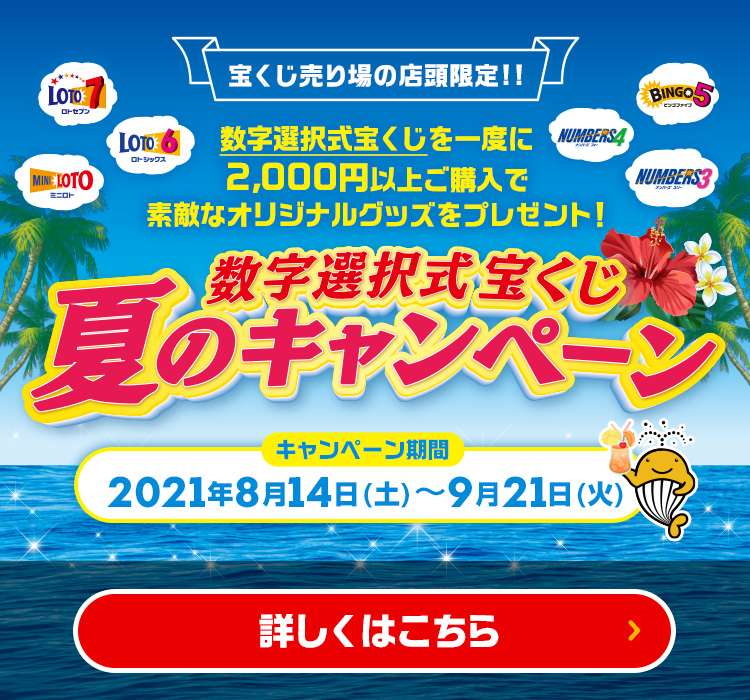 宝くじ売り場の店頭限定!!
LOTO 7
ロトセブン
LOTO 6
ロトシックス
MINI LOTO
ミニロト
BINGO 5
ビンゴファイブ
NUMBERS4
ナンバーズ フォー
NUMBERS3
ナンバーズ スリー
数字選択式宝くじを一度に
2,000円以上ご購入で
素敵なオリジナルグッズをプレゼント!
数字選択式 宝くじ
夏のキャンペーン
キャンペーン期間
2021年8月14日(土)〜9月21日(火)
詳しくはこちら